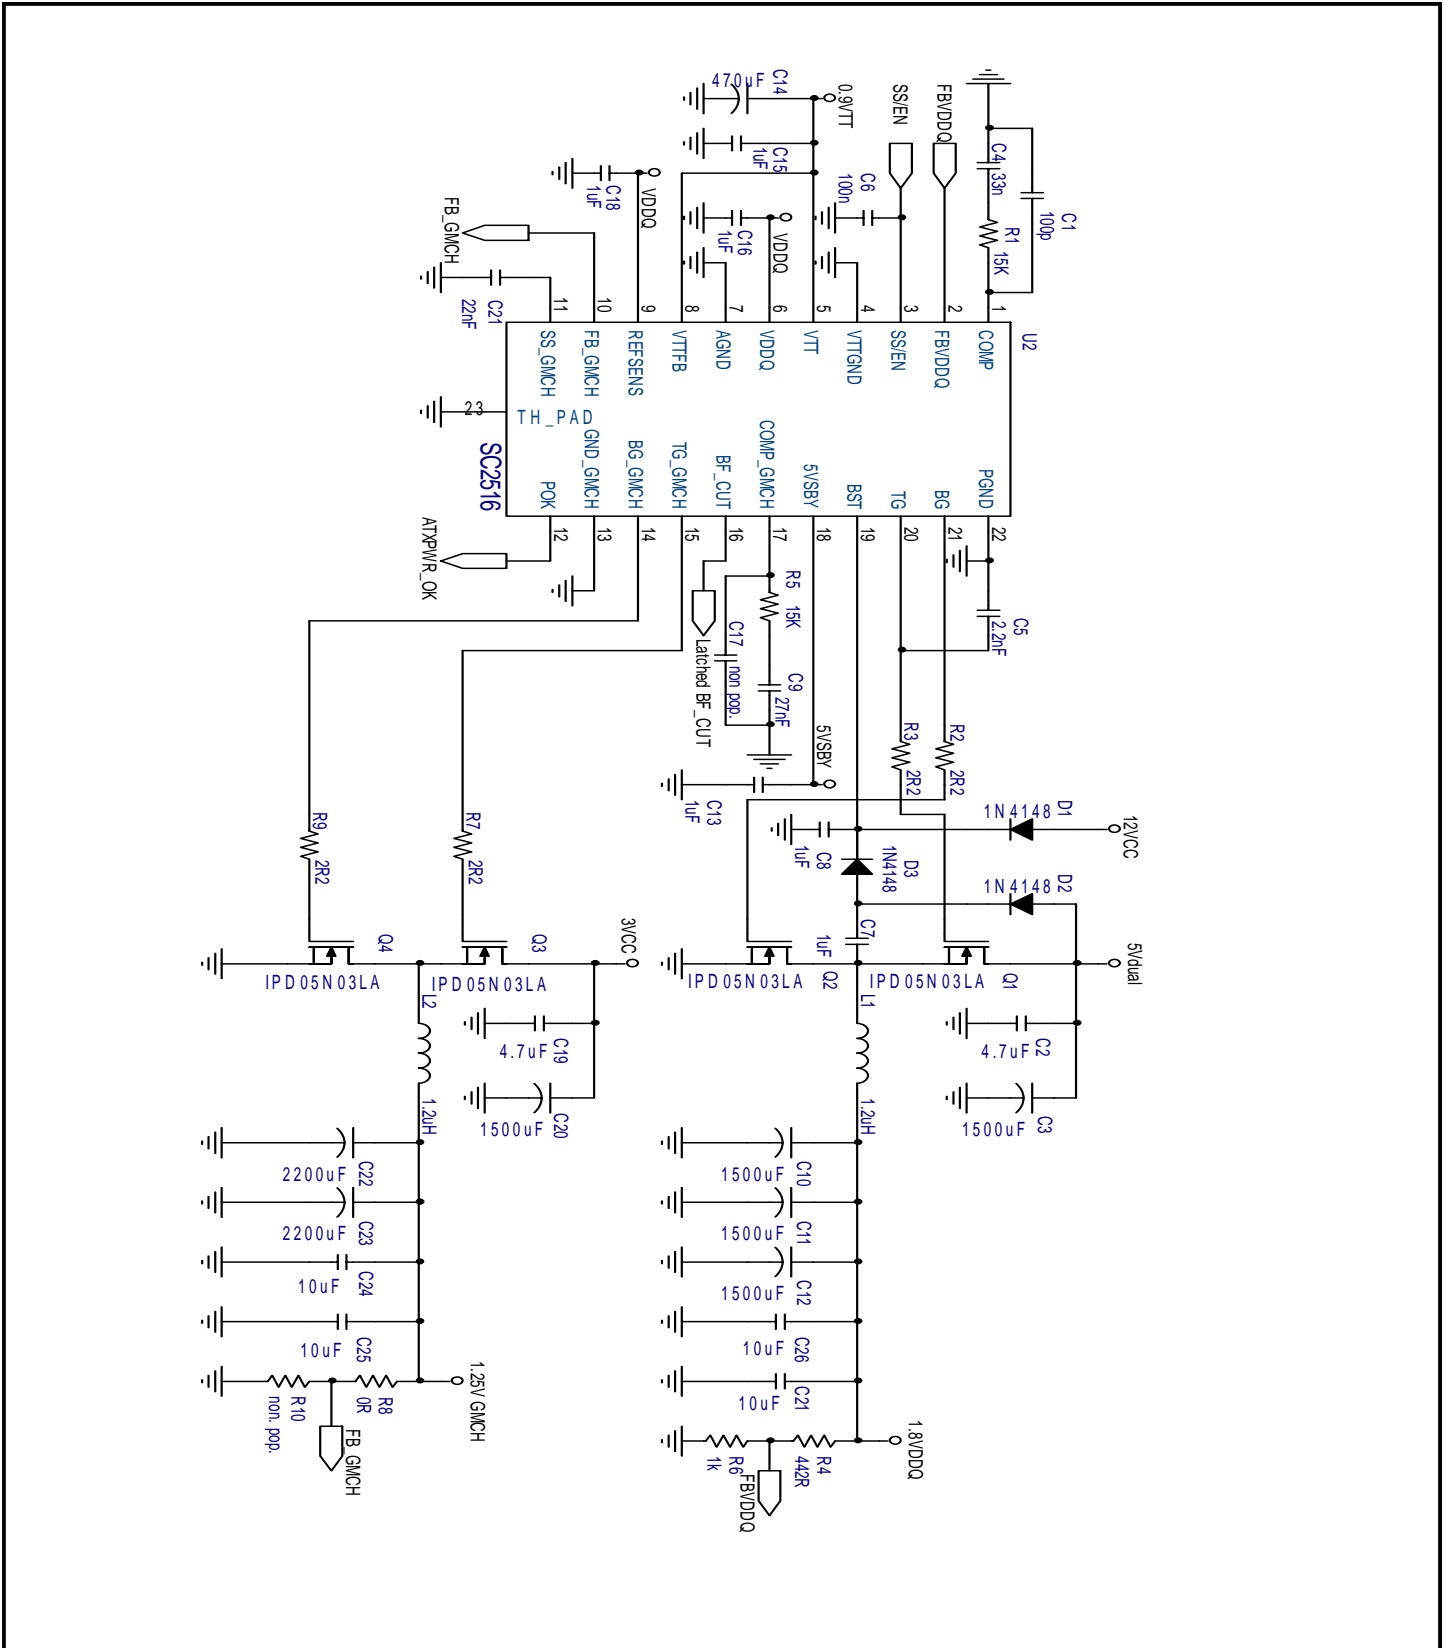 12VCC
5Vdual
D1
1N4148
D2
1N4148
C2
4.7uF
C3
1500uF
Q1
IPD05N03LA
C1
100p
C4
33n
R1
15K
FBVDDQ
SS/EN
C6
100n
0.9VTT
C14
470uF
C15
1uF
VDDQ
C16
1uF
VDDQ
C18
1uF
FB_GMCH
C21
22nF
U2
1
COMP
2
FBVDDQ
3
SS/EN
4
VTTGND
5
VTT
6
VDDQ
7
AGND
8
VTTFB
9
REFSENS
10
FB_GMCH
11
SS_GMCH
23
TH_PAD
SC2516
PGND
22
BG
21
TG
20
BST
19
5VSBY
18
COMP_GMCH
17
BF_CUT
16
TG_GMCH
15
BG_GMCH
14
GND_GMCH
13
POK
12
ATXPWR_OK
C5
2.2nF
R2
2R2
R3
2R2
D3
1N4148
C8
1uF
C7
1uF
5VSBY
C13
1uF
R5
15K
C9
27nF
C17
non pop.
Latched BF_CUT
Q2
IPD05N03LA
L1
1.2uH
C10
1500uF
C11
1500uF
C12
1500uF
C26
10uF
C21
10uF
1.8VDDQ
R4
442R
R6
1k
FBVDDQ
R7
2R2
R9
2R2
3VCC
Q3
IPD05N03LA
Q4
IPD05N03LA
C19
4.7uF
C20
1500uF
L2
1.2uH
C22
2200uF
C23
2200uF
C24
10uF
C25
10uF
1.25V GMCH
R8
0R
R10
non. pop.
FB_GMCH